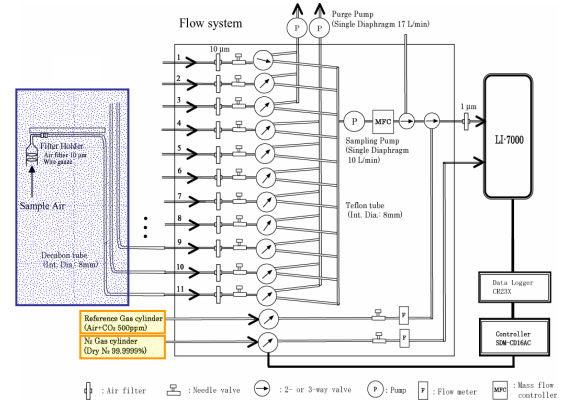 Flow system
Purge Pump
(Single Diaphragm 17 L/min)
P
P
10 μm
1
2
3
4
5
6
7
8
9
10
11
Filter Holder
Air filter 10 μm
Wire gauze
Sample Air
Decabon tube
(Int. Dia.: 8mm)
P
MFC
1 μm
Sampling Pump
(Single Diaphragm
10 L/min)
Teflon tube
(Int. Dia.: 8mm)
LI-7000
Data Logger
CR23X
Controller
SDM-CD16AC
Reference Gas cylinder
(Air+CO₂ 500ppm)
F
N₂ Gas cylinder
(Dry N₂ 99.9999%)
F
: Air filter
: Needle valve
: 2- or 3-way valve
P
: Pump
F
: Flow meter
MFC
: Mass flow
controller